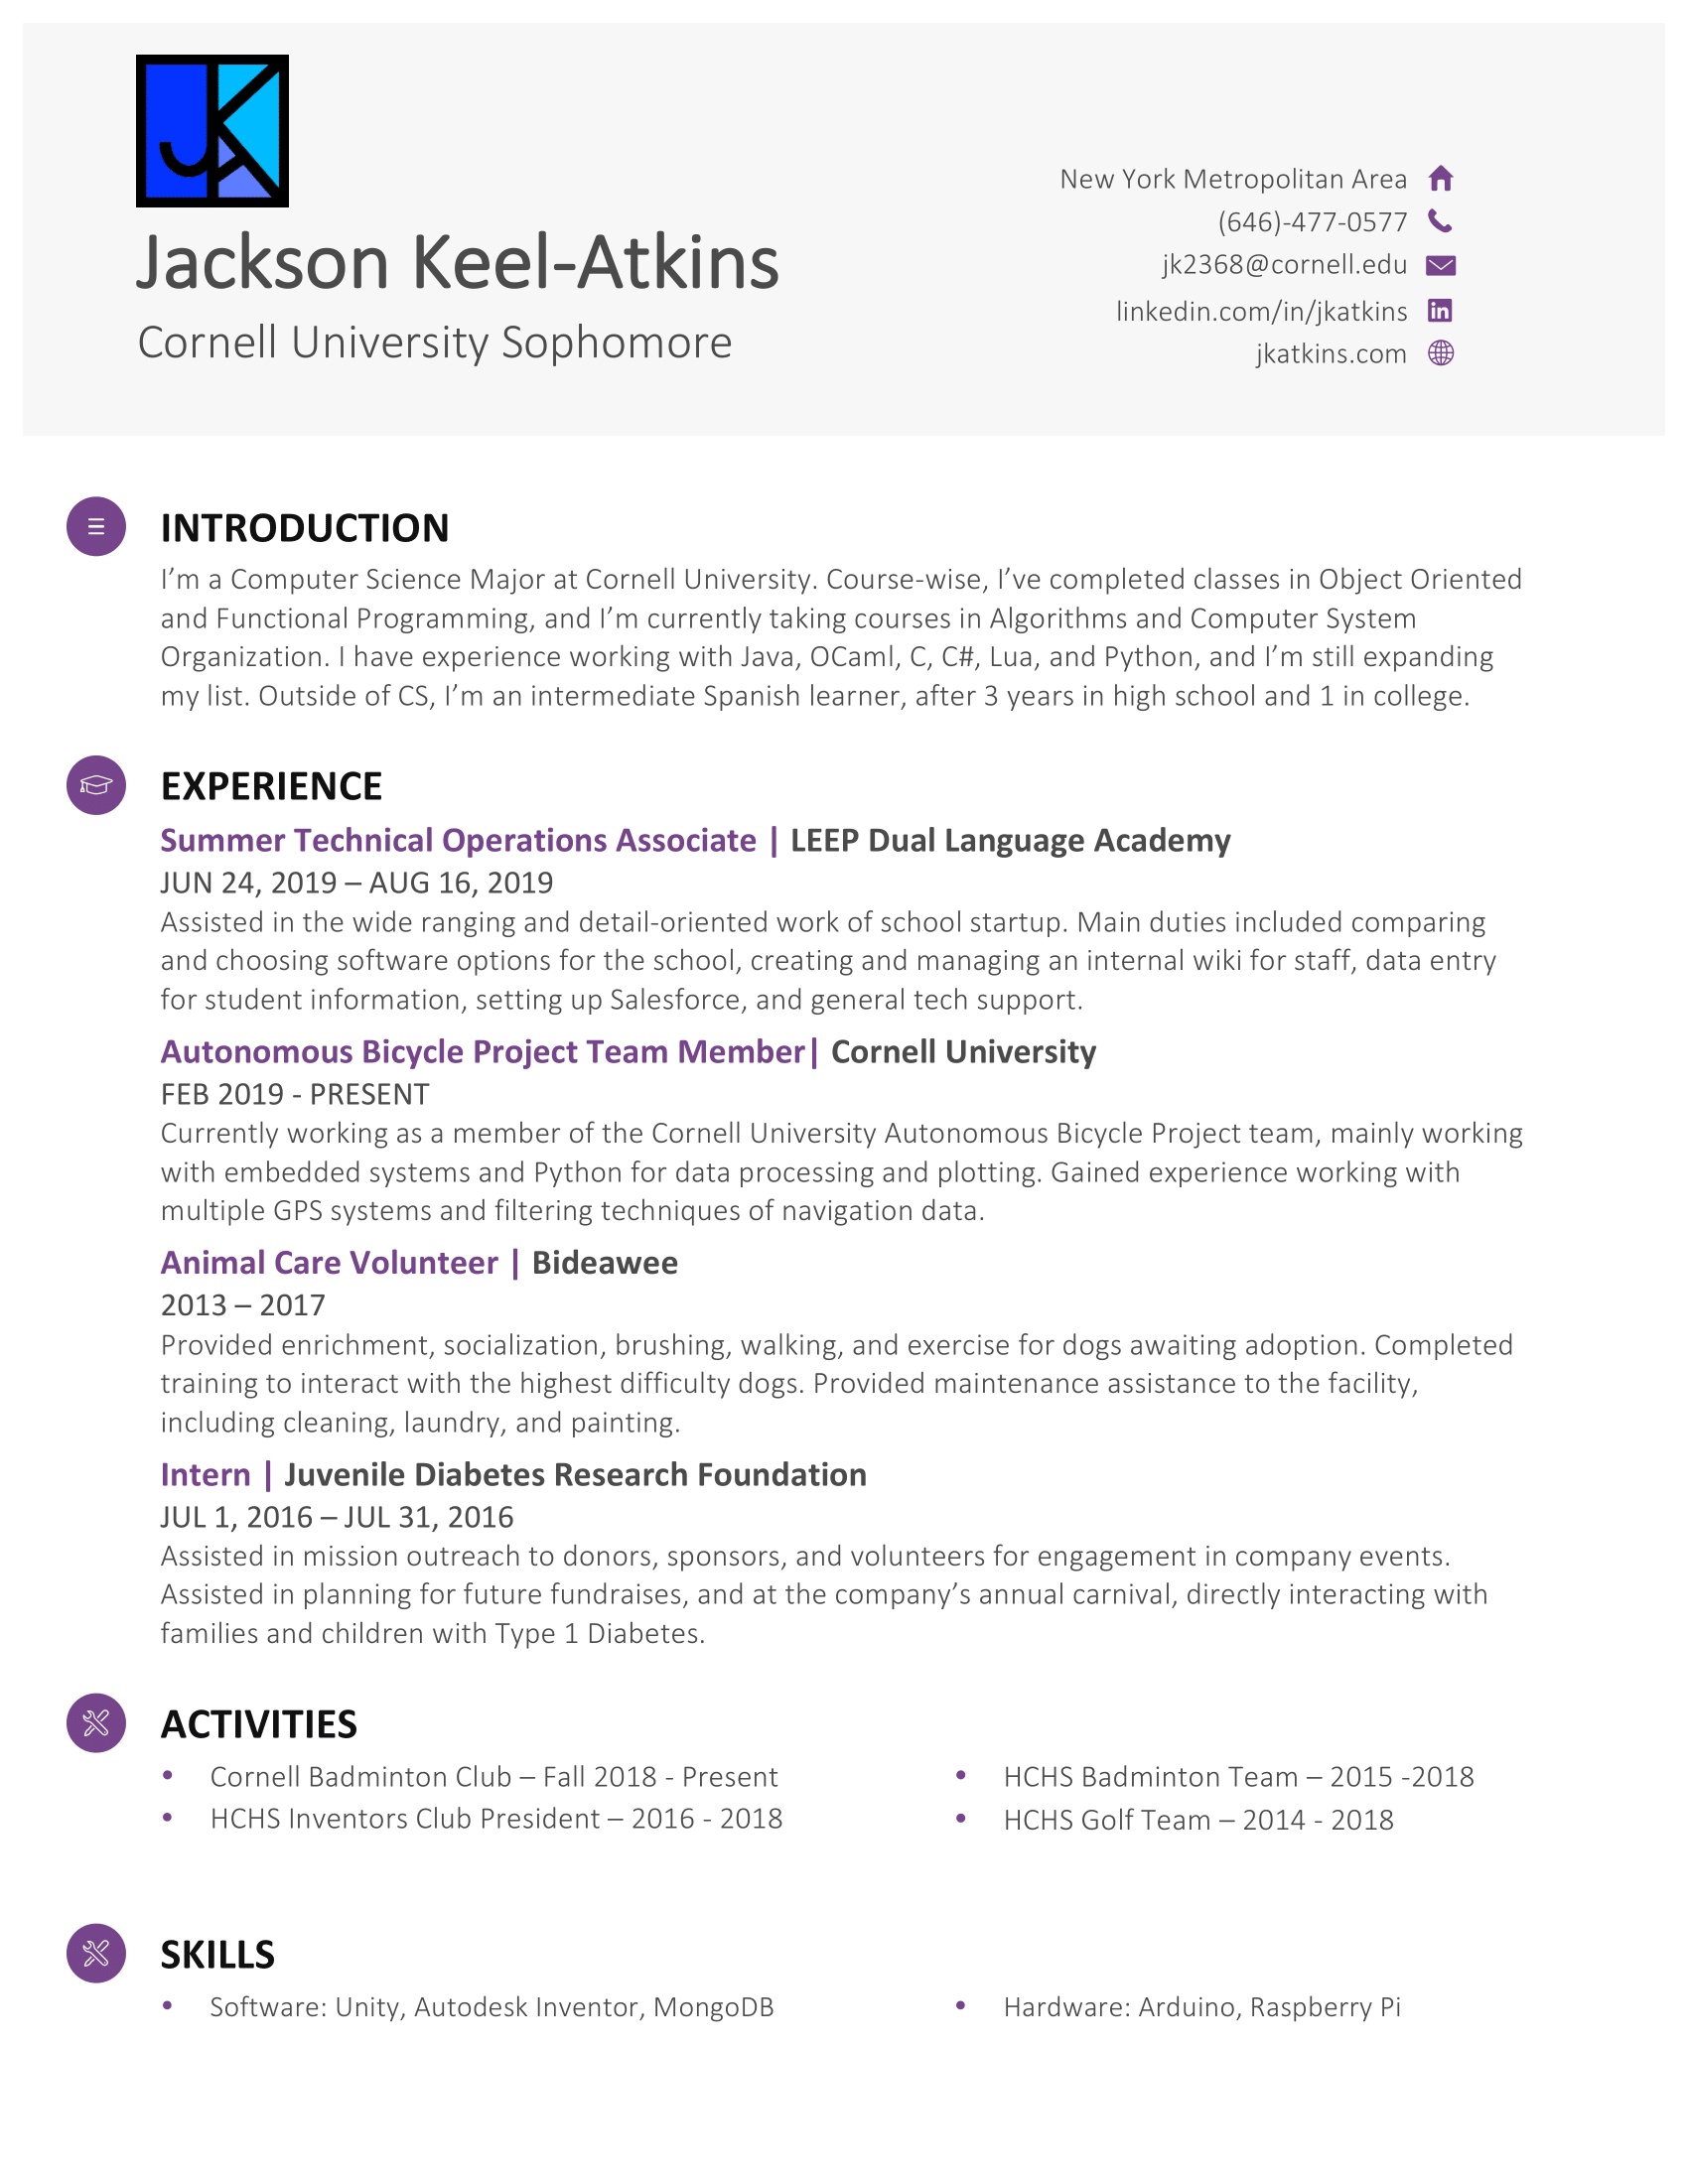 JK
Jackson Keel-Atkins
Cornell University Sophomore
New York Metropolitan Area
(646)-477-0577
jk2368@cornell.edu
linkedin.com/in/jkatkins
in
jkatkins.com
INTRODUCTION
I’m a Computer Science Major at Cornell University. Course-wise, I’ve completed classes in Object Oriented
and Functional Programming, and I’m currently taking courses in Algorithms and Computer System
Organization. I have experience working with Java, OCaml, C, C#, Lua, and Python, and I’m still expanding
my list. Outside of CS, I’m an intermediate Spanish learner, after 3 years in high school and 1 in college.
EXPERIENCE
Summer Technical Operations Associate | LEEP Dual Language Academy
JUN 24, 2019 – AUG 16, 2019
Assisted in the wide ranging and detail-oriented work of school startup. Main duties included comparing
and choosing software options for the school, creating and managing an internal wiki for staff, data entry
for student information, setting up Salesforce, and general tech support.
Autonomous Bicycle Project Team Member| Cornell University
FEB 2019 - PRESENT
Currently working as a member of the Cornell University Autonomous Bicycle Project team, mainly working
with embedded systems and Python for data processing and plotting. Gained experience working with
multiple GPS systems and filtering techniques of navigation data.
Animal Care Volunteer | Bideawee
2013 – 2017
Provided enrichment, socialization, brushing, walking, and exercise for dogs awaiting adoption. Completed
training to interact with the highest difficulty dogs. Provided maintenance assistance to the facility,
including cleaning, laundry, and painting.
Intern | Juvenile Diabetes Research Foundation
JUL 1, 2016 – JUL 31, 2016
Assisted in mission outreach to donors, sponsors, and volunteers for engagement in company events.
Assisted in planning for future fundraises, and at the company’s annual carnival, directly interacting with
families and children with Type 1 Diabetes.
ACTIVITIES
• Cornell Badminton Club – Fall 2018 - Present
• HCHS Inventors Club President – 2016 - 2018
• HCHS Badminton Team – 2015 -2018
• HCHS Golf Team – 2014 - 2018
SKILLS
• Software: Unity, Autodesk Inventor, MongoDB
• Hardware: Arduino, Raspberry Pi